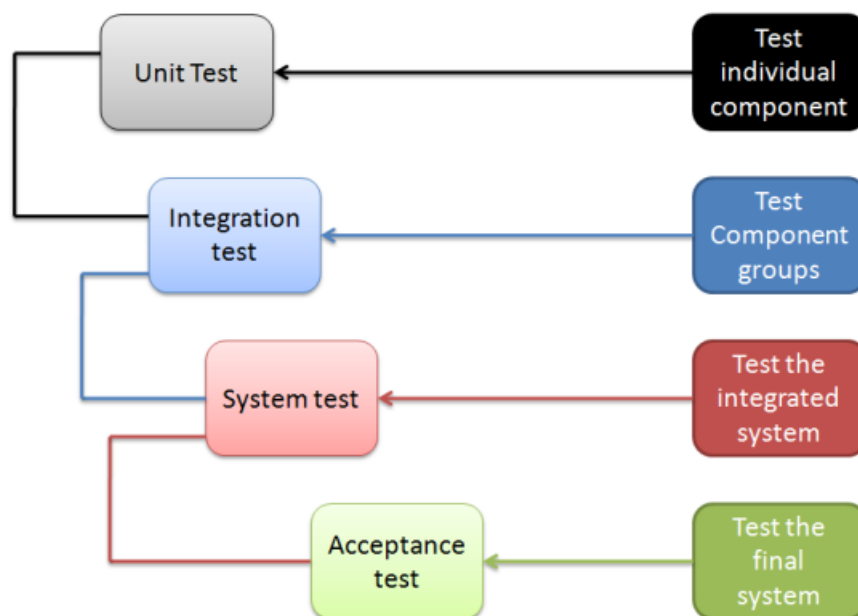 Unit Test
Test
individual
component
Integration
test
Test
Component
groups
System test
Test the
integrated
system
Acceptance
test
Test the
final
system